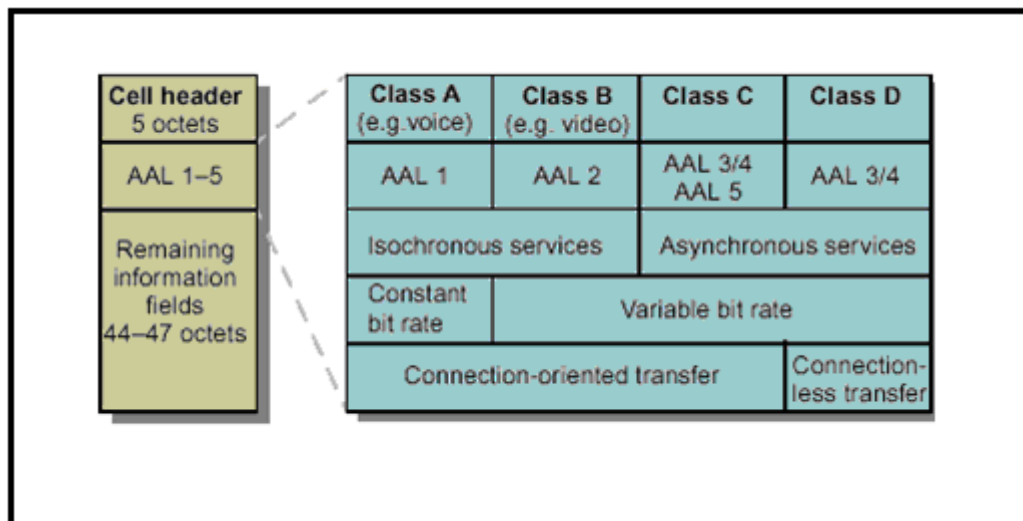 Cell header
5 octets
AAL 1–5
Remaining
information
fields
44–47 octets
Class A
(e.g.voice)
Class B
(e.g. video)
Class C
Class D
AAL 1
AAL 2
AAL 3/4
AAL 5
AAL 3/4
Isochronous services
Asynchronous services
Constant
bit rate
Variable bit rate
Connection-oriented transfer
Connection-
less transfer